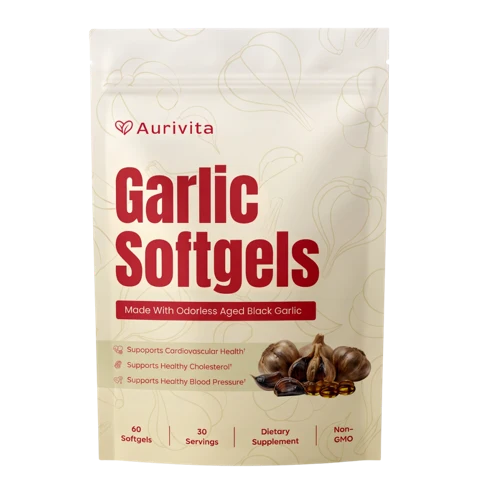 Aurivita
Garlic
Softgels
Made With Odorless Aged Black Garlic
Supoports Cardiovascular Health†
Supports Healthy Cholesterol†
Supports Healthy Blood Pressure†
60
Softgels
30
Servings
Dietary
Supplement
Non-
GMO